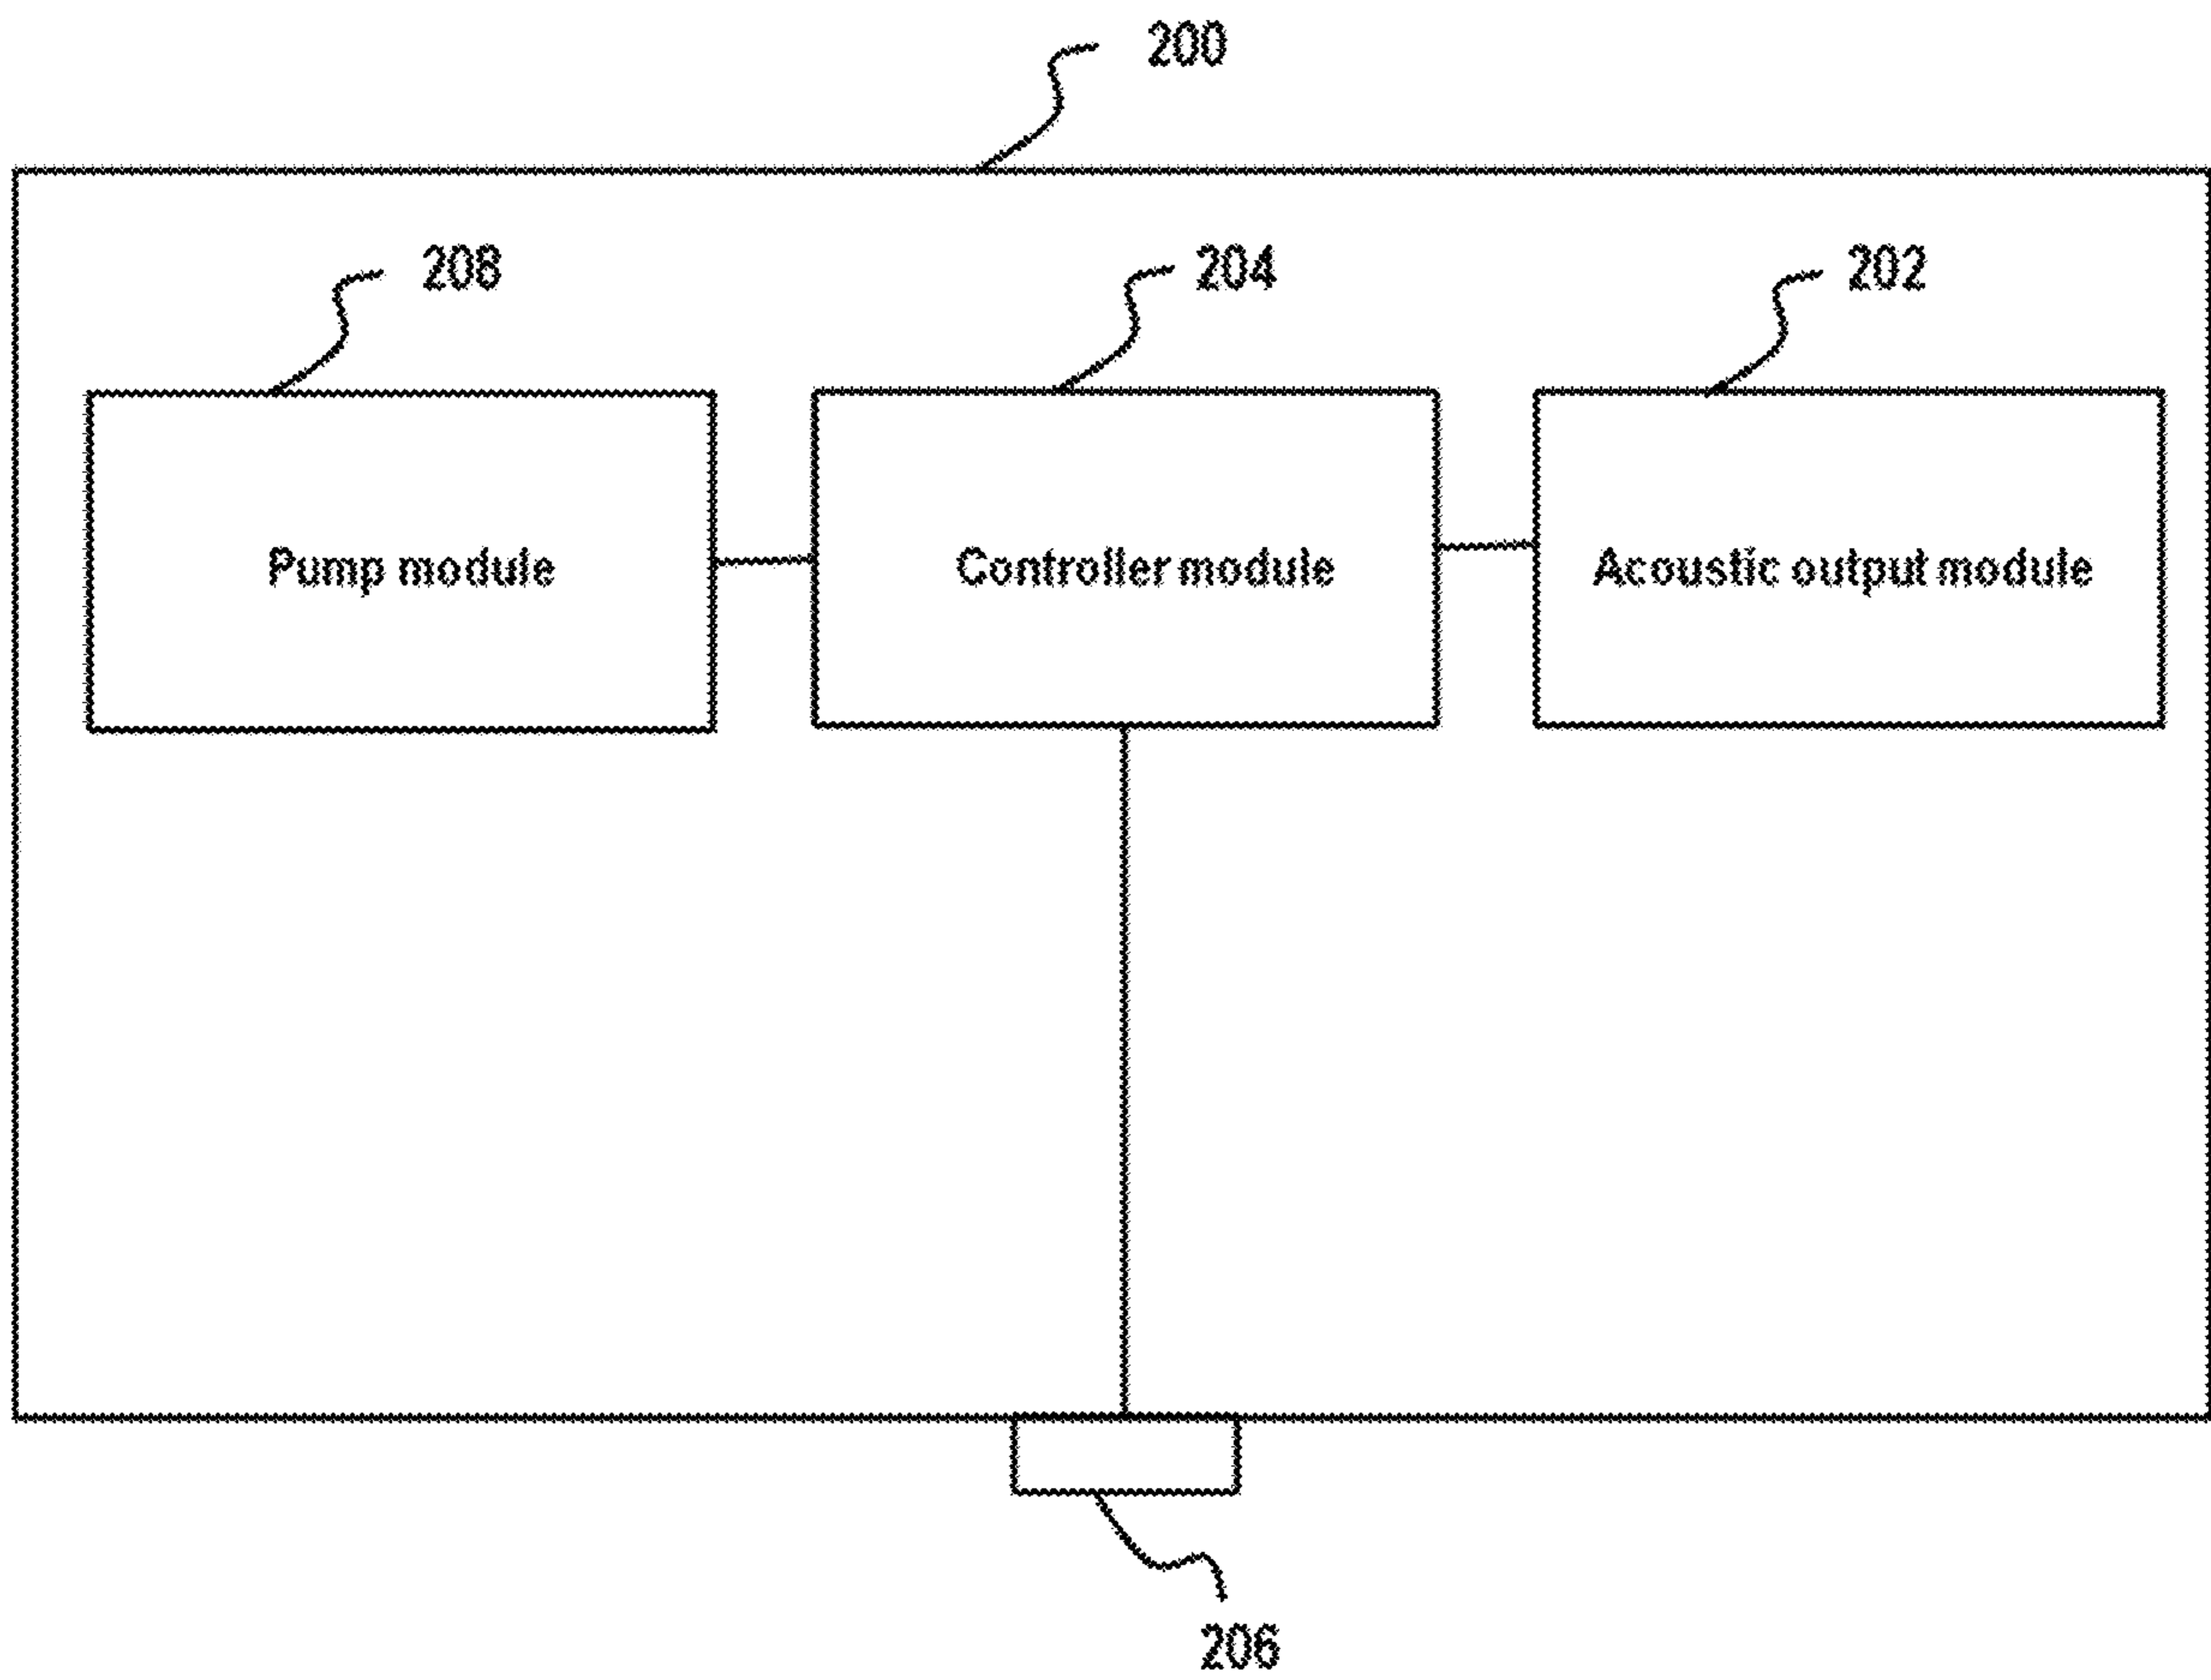 200
208
204
202
Pump module
Controller module
Acoustic output module
206